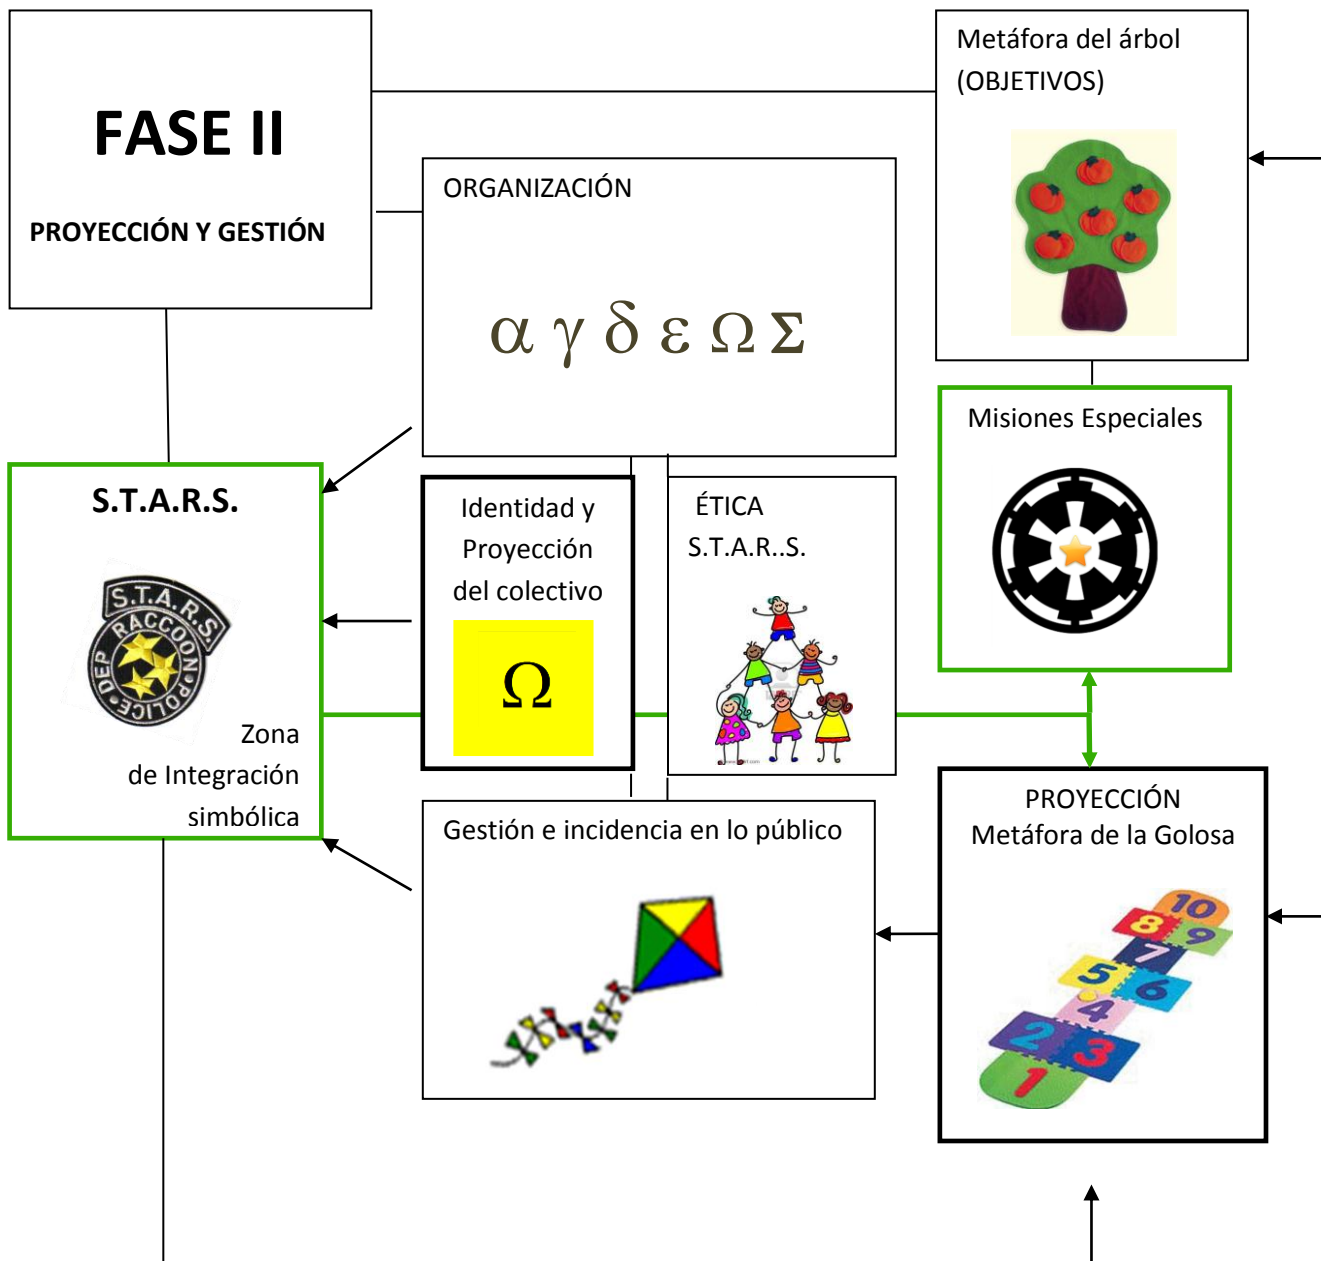 FASE II
PROYECCIÓN Y GESTIÓN
Metáfora del árbol
(OBJETIVOS)
ORGANIZACIÓN
α γ δ ε Ω Σ
Misiones Especiales
S.T.A.R.S.
S.T.A.R.S.
RACCOON
POLICE
DEP
Zona
de Integración
simbólica
Identidad y
Proyección
del colectivo
Ω
ÉTICA
S.T.A.R..S.
Gestión e incidencia en lo público
PROYECCIÓN
Metáfora de la Golosa
10
8 9
7
5 6
4
2 3
1